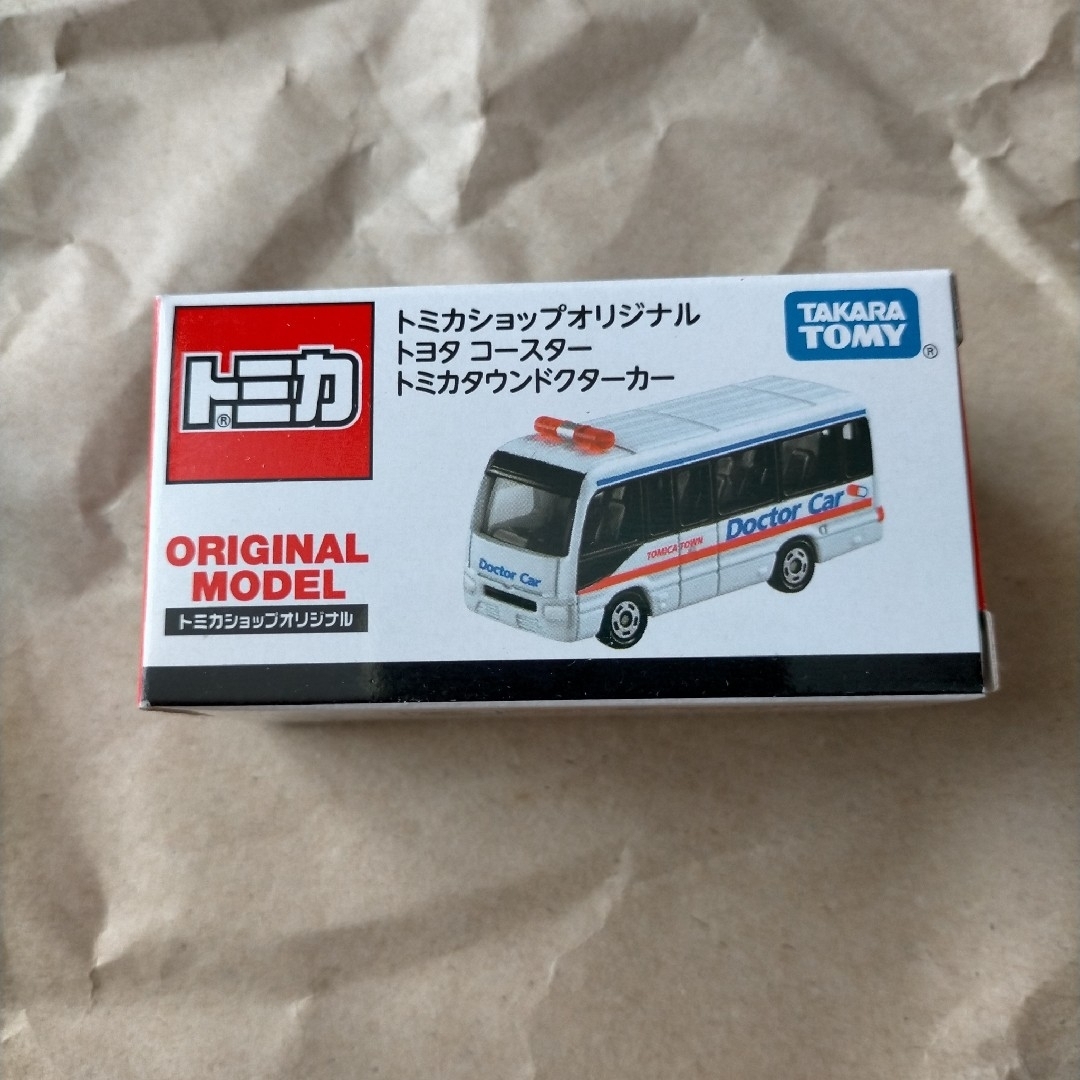 トミカ
®
トミカショップオリジナル
トヨタ コースター
トミカタウンドクターカー
TAKARA
TOMY
®
ORIGINAL
MODEL
トミカショップオリジナル
Doctor Car
TOMICA TOWN
Doctor Car